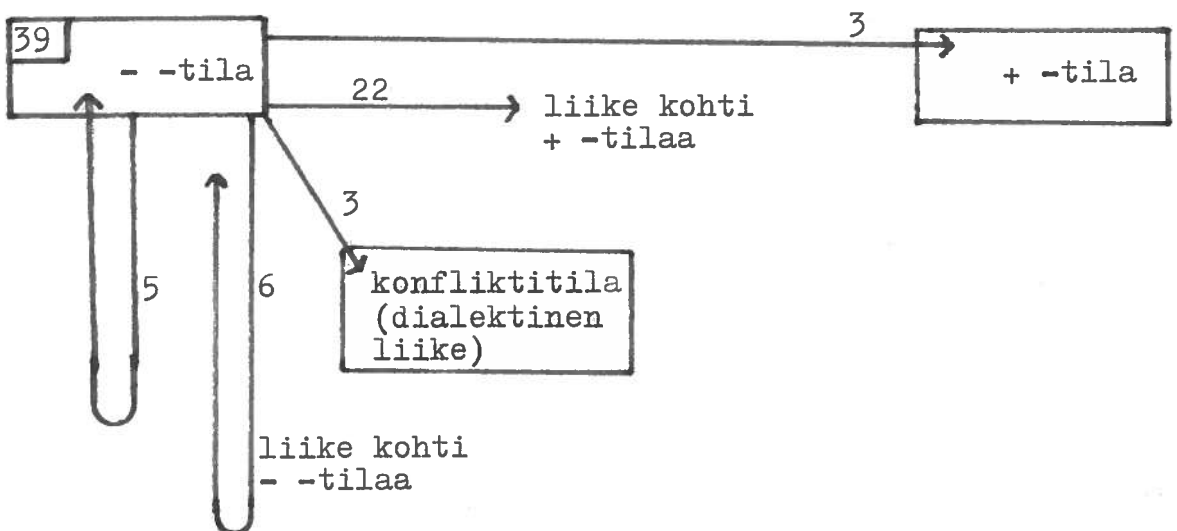 39
- -tila
3
+ -tila
22
liike kohti
+ -tilaa
3
konfliktitila
(dialektinen
liike)
5
6
liike kohti
- -tilaa